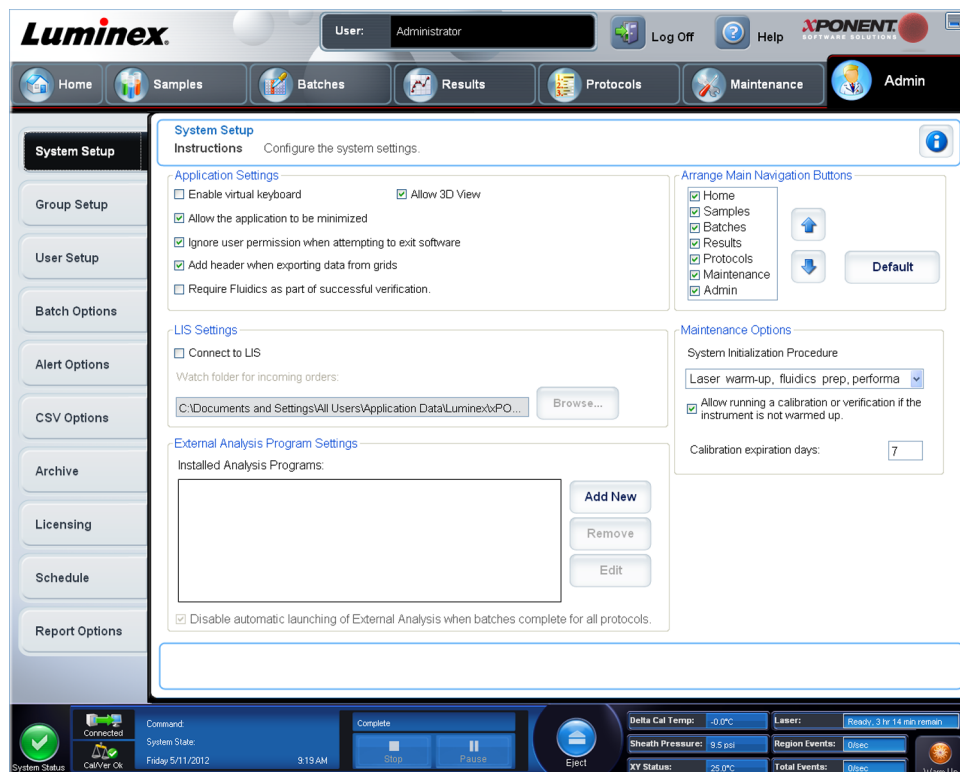 Luminex.
User: Administrator
Log Off
Help
XPONENT.
SOFTWARE SOLUTIONS
Home
Samples
Batches
Results
Protocols
Maintenance
Admin
System Setup
Group Setup
User Setup
Batch Options
Alert Options
CSV Options
Archive
Licensing
Schedule
Report Options
System Setup
Instructions Configure the system settings.
Application Settings
Enable virtual keyboard
Allow 3D View
Allow the application to be minimized
Ignore user permission when attempting to exit software
Add header when exporting data from grids
Require Fluidics as part of successful verification.
Arrange Main Navigation Buttons
Home
Samples
Batches
Results
Protocols
Maintenance
Admin
Default
LIS Settings
Connect to LIS
Watch folder for incoming orders:
C:\Documents and Settings\All Users\Application Data\Luminex\xPO...
Browse...
Maintenance Options
System Initialization Procedure
Laser warm-up, fluidics prep, performa
Allow running a calibration or verification if the
instrument is not warmed up.
Calibration expiration days: 7
External Analysis Program Settings
Installed Analysis Programs:
Add New
Remove
Edit
Disable automatic launching of External Analysis when batches complete for all protocols.
System Status
Connected
Cal/Ver Ok
Command:
System State:
Friday 5/11/2012 9:19 AM
Complete
Stop
Pause
Eject
Delta Cal Temp: -0.0°C
Sheath Pressure: 9.5 psi
XY Status: 25.0°C
Laser: Ready, 3 hr 14 min remain
Region Events: 0/sec
Total Events: 0/sec
Warm Up